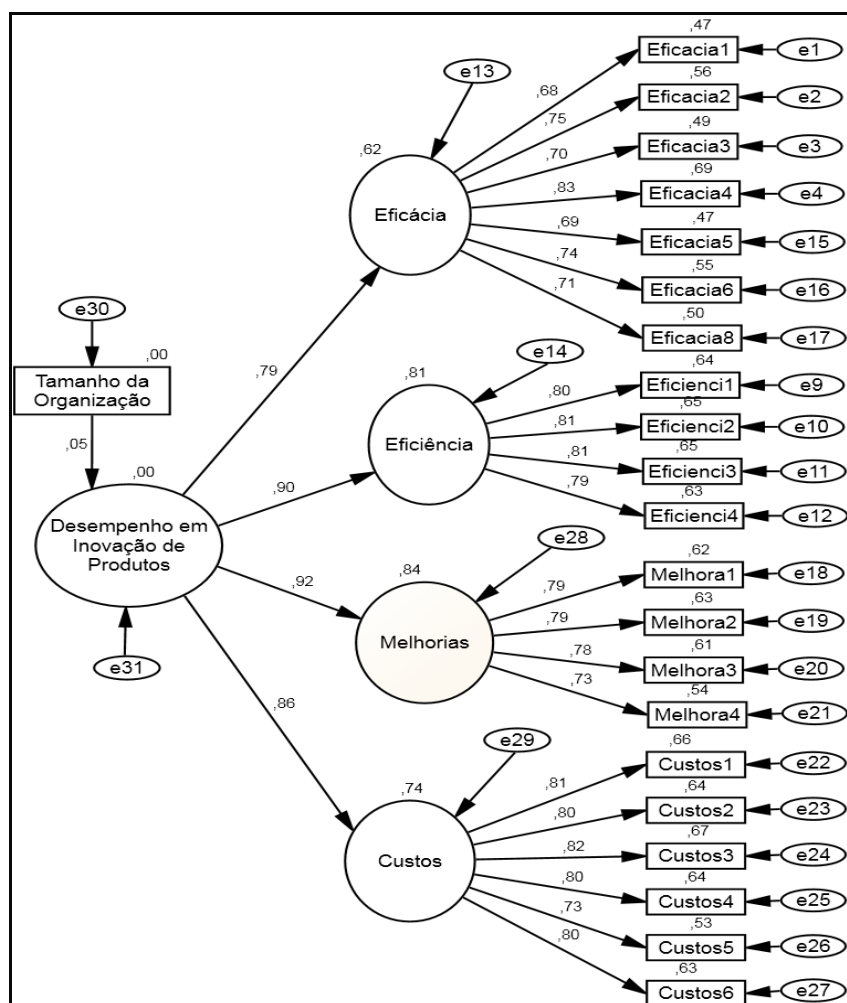 ,47
Eficacia1
e1
,68
,56
Eficacia2
e2
,75
,49
Eficacia3
e3
,70
,69
Eficacia4
e4
,83
,47
Eficacia5
e15
,69
,55
Eficacia6
e16
,74
,50
Eficacia8
e17
,71
e13
,62
Eficácia
e30
,00
Tamanho da
Organização
,05
,79
,00
Desempenho em
Inovação de
Produtos
e31
e14
,81
Eficiência
,90
,64
Eficienci1
e9
,80
,65
Eficienci2
e10
,81
,65
Eficienci3
e11
,81
,63
Eficienci4
e12
,79
e28
,84
Melhorias
,92
,62
Melhora1
e18
,79
,63
Melhora2
e19
,79
,61
Melhora3
e20
,78
,54
Melhora4
e21
,73
e29
,74
Custos
,86
,66
Custos1
e22
,81
,64
Custos2
e23
,80
,67
Custos3
e24
,82
,64
Custos4
e25
,80
,53
Custos5
e26
,73
,63
Custos6
e27
,80